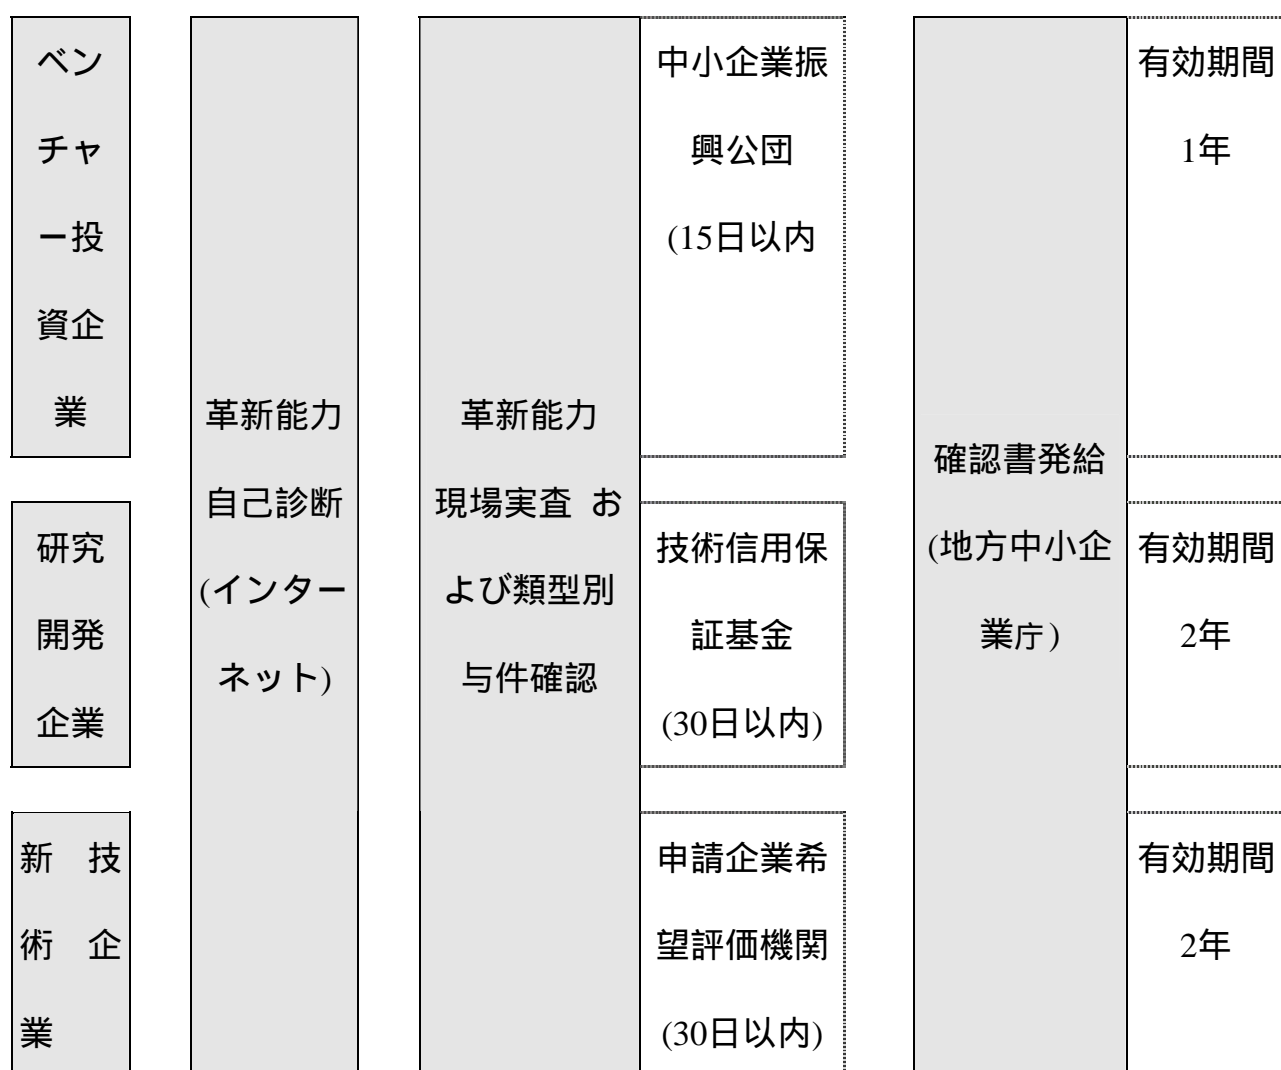 ベン
チャ
ー投
資企
業
研究
開発
企業
新　技
術　企
業
革新能力
自己診断
(インター
ネット)
革新能力
現場実査 お
よび類型別
与件確認
中小企業振
興公団
(15日以内
技術信用保
証基金
(30日以内)
申請企業希
望評価機関
(30日以内)
確認書発給
(地方中小企
業庁)
有効期間
1年
有効期間
2年
有効期間
2年